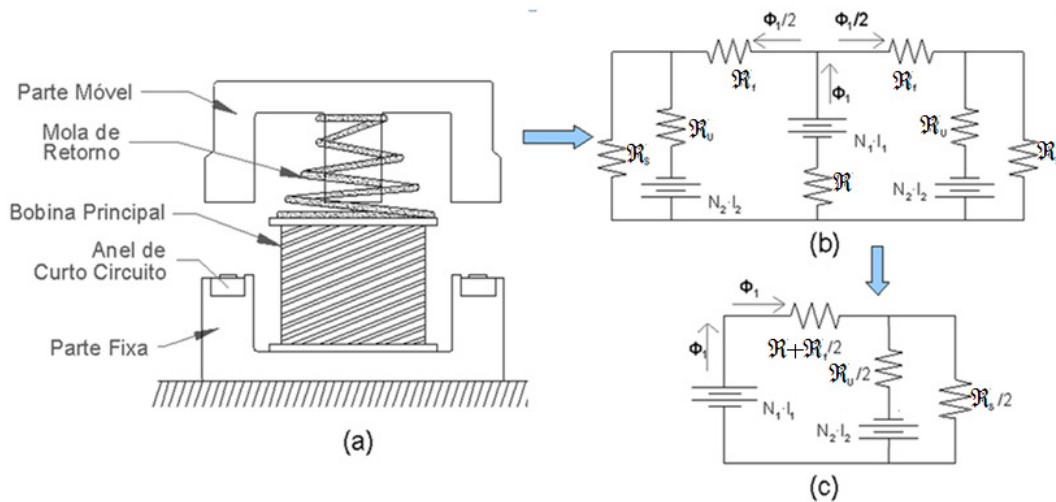 Parte Móvel
Mola de
Retorno
Bobina Principal
Anel de
Curto Circuito
Parte Fixa
(a)
Φ₁/2
Φ₁/2
ℜf
Φ₁
ℜf
ℜs
ℜu
N₁·I₁
ℜu
ℜ
N₂·I₂
N₂·I₂
(b)
Φ₁
Φ₁
ℜ+ℜf/2
ℜu/2
N₁·I₁
ℜs/2
N₂·I₂
(c)